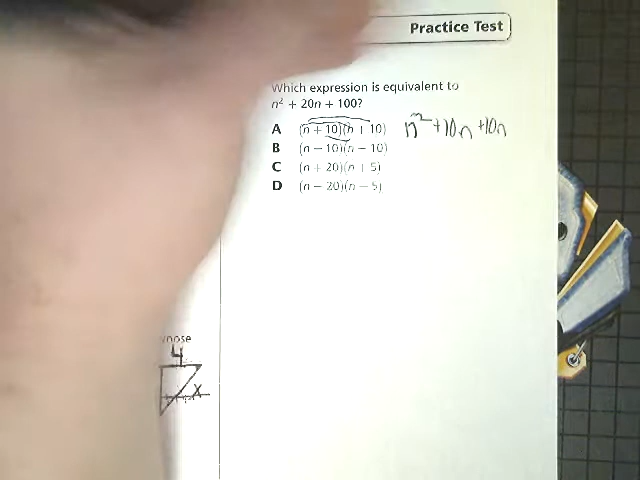 Practice Test
Which expression is equivalent to
n² + 20n + 100?
A (n + 10)(n + 10) n² + 10n + 10n
B (n − 10)(n − 10)
C (n + 20)(n + 5)
D (n − 20)(n − 5)
4
x